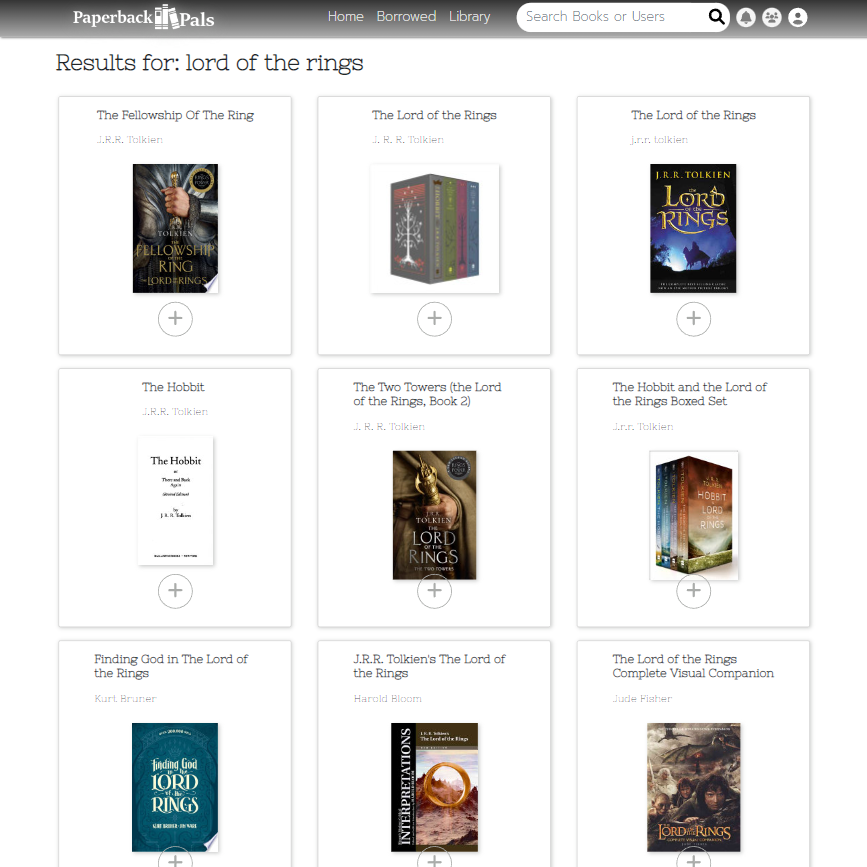 Paperback Pals
Home Borrowed Library
Search Books or Users
Results for: lord of the rings
The Fellowship Of The Ring
J.R.R. Tolkien
TOLKIEN
THE
FELLOWSHIP
OF THE
RING
THE LORD OF THE RINGS
The Lord of the Rings
J. R. R. Tolkien
The Lord of the Rings
j.r.r. tolkien
J.R.R. TOLKIEN
THE
LORD
OF THE
RINGS
The Hobbit
J.R.R. Tolkien
The Hobbit
or
There and Back
Again
by
J. R. R. Tolkien
The Two Towers (the Lord
of the Rings, Book 2)
J. R. R. Tolkien
J.R.R.
TOLKIEN
THE
LORD
OF THE
RINGS
THE TWO TOWERS
The Hobbit and the Lord of
the Rings Boxed Set
J.r.r. Tolkien
J.R.R.
TOLKIEN
HOBBIT
LORD
RINGS
Finding God in The Lord of
the Rings
Kurt Bruner
finding God
in the
LORD
of the
RINGS
KURT BRUNER · JIM WARE
J.R.R. Tolkien's The Lord of
the Rings
Harold Bloom
INTERPRETATIONS
J.R.R. Tolkien's
The Lord of the Rings
The Lord of the Rings
Complete Visual Companion
Jude Fisher
THE LORD OF THE RINGS
COMPLETE VISUAL COMPANION